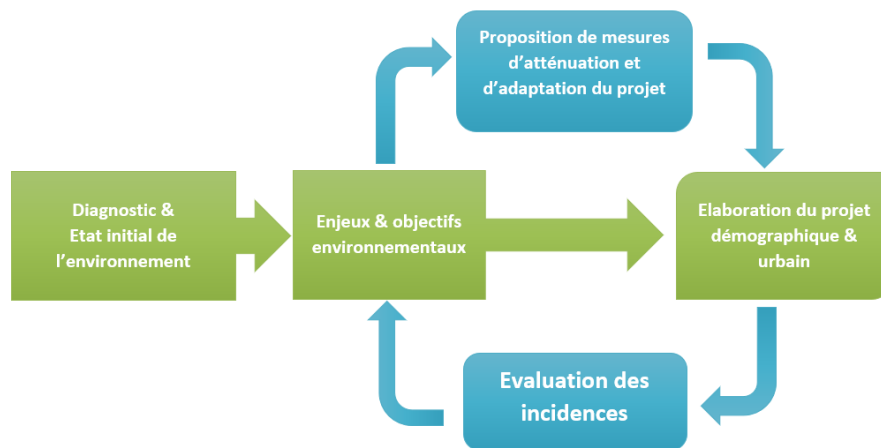 Proposition de mesures
d’atténuation et
d’adaptation du projet
Diagnostic &
Etat initial de
l’environnement
Enjeux & objectifs
environnementaux
Elaboration du projet
démographique &
urbain
Evaluation des
incidences